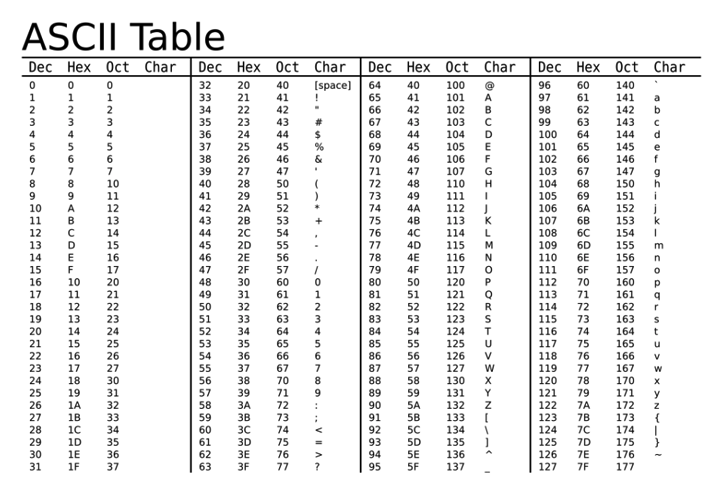 ASCII Table
Dec Hex Oct Char Dec Hex Oct Char Dec Hex Oct Char Dec Hex Oct Char
0 0 0 32 20 40 [space] 64 40 100 @ 96 60 140 `
1 1 1 33 21 41 ! 65 41 101 A 97 61 141 a
2 2 2 34 22 42 " 66 42 102 B 98 62 142 b
3 3 3 35 23 43 # 67 43 103 C 99 63 143 c
4 4 4 36 24 44 $ 68 44 104 D 100 64 144 d
5 5 5 37 25 45 % 69 45 105 E 101 65 145 e
6 6 6 38 26 46 & 70 46 106 F 102 66 146 f
7 7 7 39 27 47 ' 71 47 107 G 103 67 147 g
8 8 10 40 28 50 ( 72 48 110 H 104 68 150 h
9 9 11 41 29 51 ) 73 49 111 I 105 69 151 i
10 A 12 42 2A 52 * 74 4A 112 J 106 6A 152 j
11 B 13 43 2B 53 + 75 4B 113 K 107 6B 153 k
12 C 14 44 2C 54 , 76 4C 114 L 108 6C 154 l
13 D 15 45 2D 55 - 77 4D 115 M 109 6D 155 m
14 E 16 46 2E 56 . 78 4E 116 N 110 6E 156 n
15 F 17 47 2F 57 / 79 4F 117 O 111 6F 157 o
16 10 20 48 30 60 0 80 50 120 P 112 70 160 p
17 11 21 49 31 61 1 81 51 121 Q 113 71 161 q
18 12 22 50 32 62 2 82 52 122 R 114 72 162 r
19 13 23 51 33 63 3 83 53 123 S 115 73 163 s
20 14 24 52 34 64 4 84 54 124 T 116 74 164 t
21 15 25 53 35 65 5 85 55 125 U 117 75 165 u
22 16 26 54 36 66 6 86 56 126 V 118 76 166 v
23 17 27 55 37 67 7 87 57 127 W 119 77 167 w
24 18 30 56 38 70 8 88 58 130 X 120 78 170 x
25 19 31 57 39 71 9 89 59 131 Y 121 79 171 y
26 1A 32 58 3A 72 : 90 5A 132 Z 122 7A 172 z
27 1B 33 59 3B 73 ; 91 5B 133 [ 123 7B 173 {
28 1C 34 60 3C 74 < 92 5C 134 \ 124 7C 174 |
29 1D 35 61 3D 75 = 93 5D 135 ] 125 7D 175 }
30 1E 36 62 3E 76 > 94 5E 136 ^ 126 7E 176 ~
31 1F 37 63 3F 77 ? 95 5F 137 _ 127 7F 177